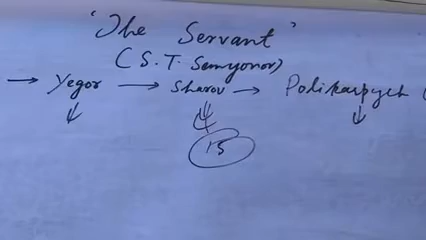 "The Servant"
(S. T. Semyonov)
→ Yegor → Sharov → Polikarpych (
↓ ↓ ↓
15